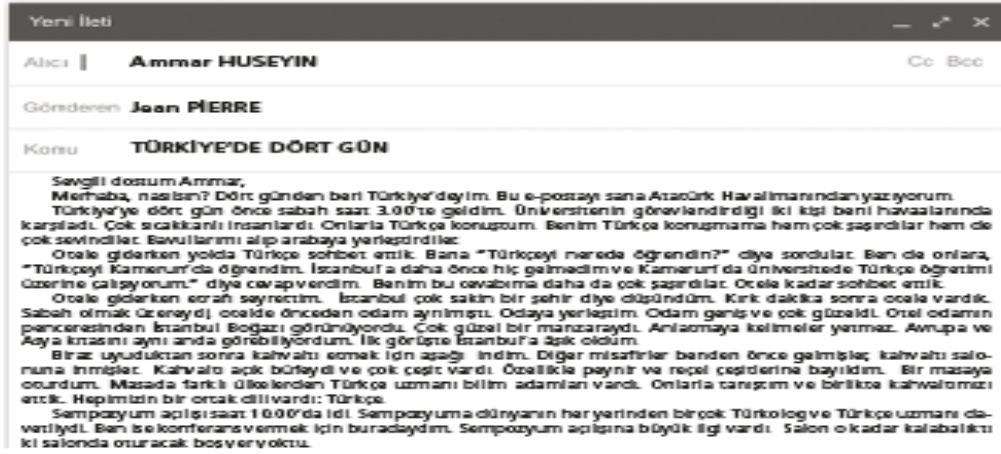 Yeni İleti
Alıcı Ammar HUSEYIN Cc Bcc
Gönderen Jean PİERRE
Konu TÜRKİYE'DE DÖRT GÜN
Sevgili dostum Ammar,
Merhaba, nasılsın? Dört günden beri Türkiye'deyim. Bu e-postayı sana Atatürk Havalimanından yazıyorum.
Türkiye'ye dört gün önce sabah saat 3.00'te geldim. Üniversitenin görevlendirdiği iki kişi beni havaalanında
karşıladı. Çok sıcakkanlı insanlardı. Onlarla Türkçe konuştum. Benim Türkçe konuşmama hem çok şaşırdılar hem de
çok sevindiler. Bavullarımı alıp arabaya yerleştirdiler.
Otele giderken yolda Türkçe sohbet ettik. Bana “Türkçeyi nerede öğrendin?” diye sordular. Ben de onlara,
“Türkçeyi Kamerun'da öğrendim. İstanbul'a daha önce hiç gelmedim ve Kamerun'da üniversitede Türkçe öğretimi
üzerine çalışıyorum.” diye cevap verdim. Benim bu cevabıma daha da çok şaşırdılar. Otele kadar sohbet ettik.
Otele giderken etrafı seyrettim. İstanbul çok sakin bir şehir diye düşündüm. Kırk dakika sonra otele vardık.
Sabah olmak üzereydi, otelde önceden odam ayrılmıştı. Odaya yerleştim. Odam geniş ve çok güzeldi. Otel odamın
penceresinden İstanbul Boğazı görünüyordu. Çok güzel bir manzaraydı. Anlatmaya kelimeler yetmez. Avrupa ve
Asya kıtasını aynı anda görebiliyordum. İlk görüşte İstanbul'a âşık oldum.
Biraz uyuduktan sonra kahvaltı etmek için aşağı indim. Diğer misafirler benden önce gelmişler, kahvaltı salo-
nuna inmişler. Kahvaltı açık büfeydi ve çok çeşit vardı. Özellikle peynir ve reçel çeşitlerine bayıldım. Bir masaya
oturdum. Masada farklı ülkelerden Türkçe uzmanı bilim adamları vardı. Onlarla tanıştım ve birlikte kahvaltımızı
ettik. Hepimizin bir ortak dili vardı: Türkçe.
Sempozyum açılışı saat 10.00'da idi. Sempozyuma dünyanın her yerinden birçok Türkolog ve Türkçe uzmanı da-
vetliydi. Ben ise konferans vermek için buradaydım. Sempozyum açılışına büyük ilgi vardı. Salon o kadar kalabalıktı
ki salonda oturacak boş yer yoktu.